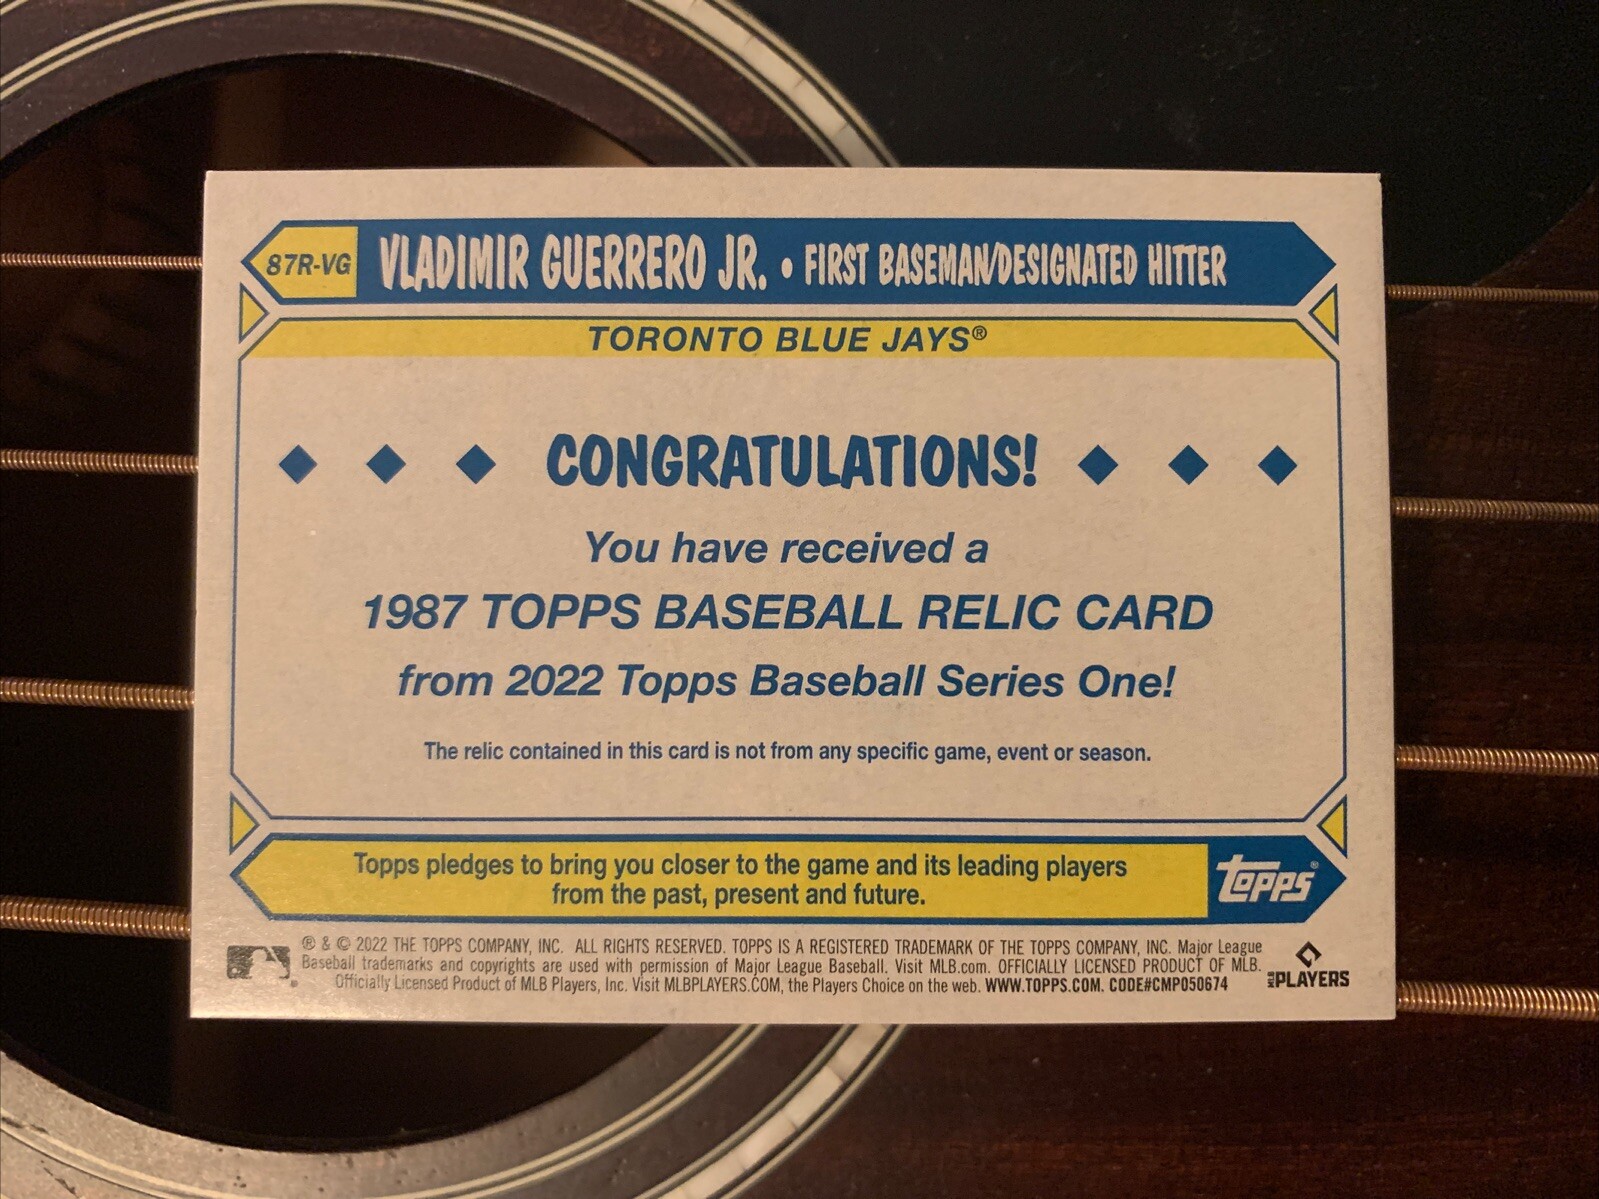 87R-VG VLADIMIR GUERRERO JR. • FIRST BASEMAN/DESIGNATED HITTER
TORONTO BLUE JAYS®
CONGRATULATIONS!
You have received a
1987 TOPPS BASEBALL RELIC CARD
from 2022 Topps Baseball Series One!
The relic contained in this card is not from any specific game, event or season.
Topps pledges to bring you closer to the game and its leading players
from the past, present and future.
topps®
® & © 2022 THE TOPPS COMPANY, INC. ALL RIGHTS RESERVED. TOPPS IS A REGISTERED TRADEMARK OF THE TOPPS COMPANY, INC. Major League
Baseball trademarks and copyrights are used with permission of Major League Baseball. Visit MLB.com. OFFICIALLY LICENSED PRODUCT OF MLB.
Officially Licensed Product of MLB Players, Inc. Visit MLBPLAYERS.COM, the Players Choice on the web. WWW.TOPPS.COM. CODE#CMP050674
MLB PLAYERS